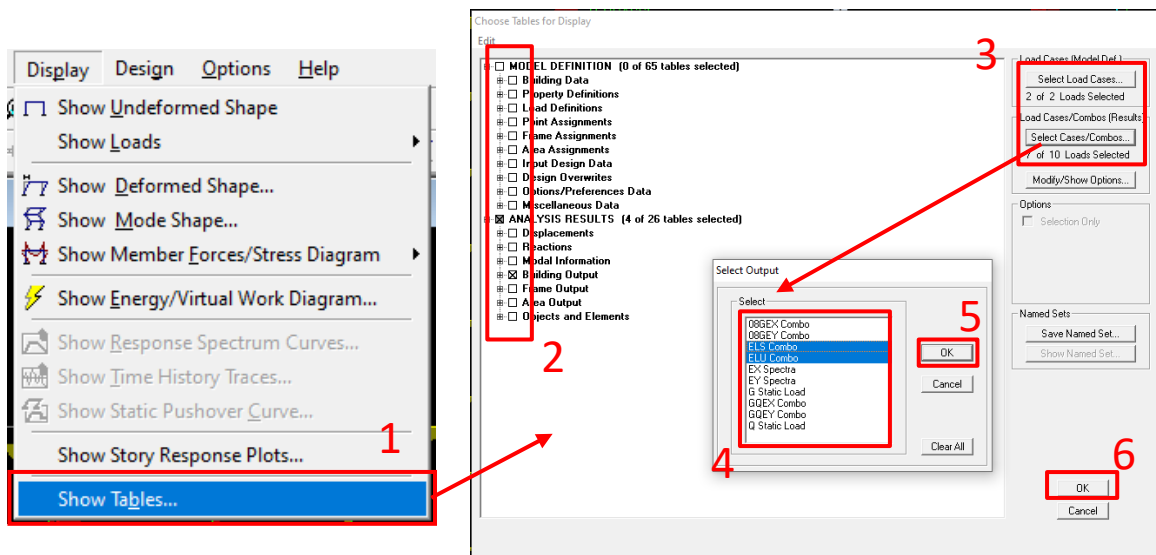 Display Design Options Help
Show Undeformed Shape
Show Loads
Show Deformed Shape...
Show Mode Shape...
Show Member Forces/Stress Diagram
Show Energy/Virtual Work Diagram...
Show Response Spectrum Curves...
Show Time History Traces...
Show Static Pushover Curve...
1
Show Story Response Plots...
Show Tables...
Choose Tables for Display
Edit
2
MODEL DEFINITION (0 of 65 tables selected)
Building Data
Property Definitions
Load Definitions
Point Assignments
Frame Assignments
Area Assignments
Input Design Data
Design Overwrites
Options/Preferences Data
Miscellaneous Data
ANALYSIS RESULTS (4 of 26 tables selected)
Displacements
Reactions
Modal Information
Building Output
Frame Output
Area Output
Objects and Elements
3
Load Cases (Model Def.)
Select Load Cases...
2 of 2 Loads Selected
Load Cases/Combos (Results)
Select Cases/Combos...
7 of 10 Loads Selected
Modify/Show Options...
Options
Selection Only
Named Sets
Save Named Set...
Show Named Set...
Select Output
Select
08GEX Combo
08GEY Combo
ELS Combo
ELU Combo
EX Spectra
EY Spectra
G Static Load
GQEX Combo
GQEY Combo
Q Static Load
4
5
OK
Cancel
Clear All
6
OK
Cancel